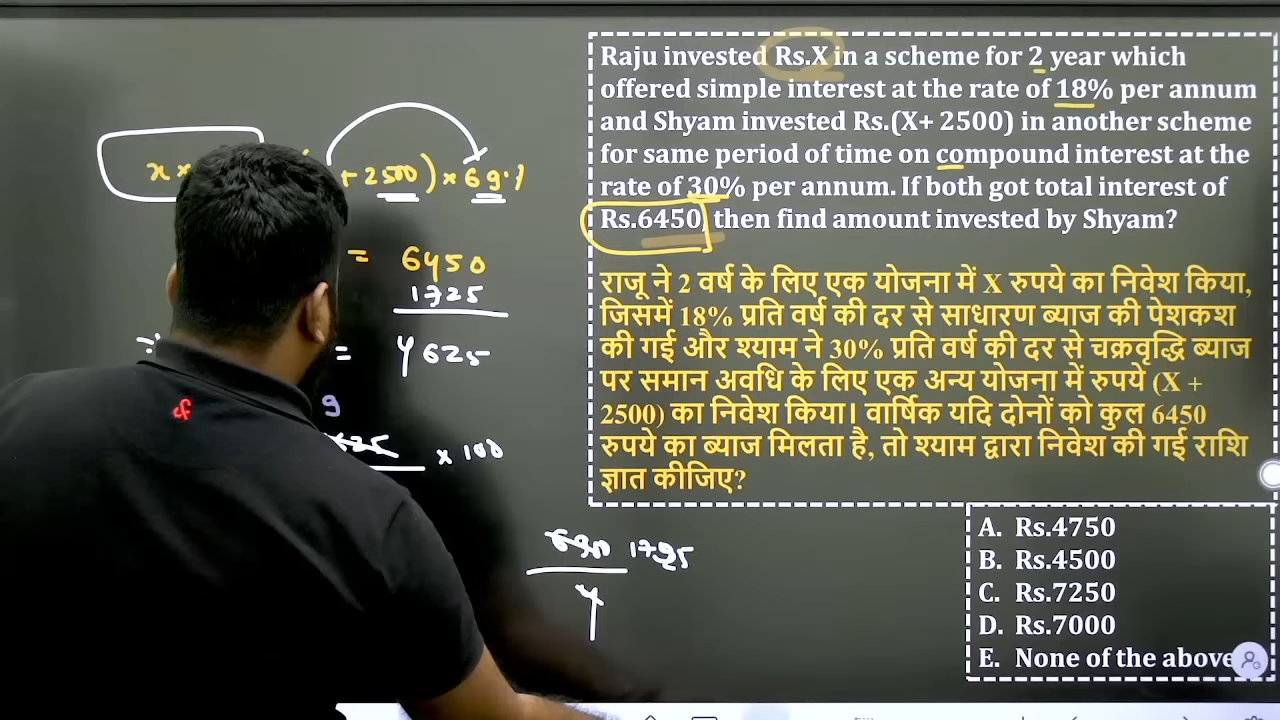 Raju invested Rs.X in a scheme for 2 year which
offered simple interest at the rate of 18% per annum
and Shyam invested Rs.(X+ 2500) in another scheme
for same period of time on compound interest at the
rate of 30% per annum. If both got total interest of
Rs.6450, then find amount invested by Shyam?
राजू ने 2 वर्ष के लिए एक योजना में X रुपये का निवेश किया,
जिसमें 18% प्रति वर्ष की दर से साधारण ब्याज की पेशकश
की गई और श्याम ने 30% प्रति वर्ष की दर से चक्रवृद्धि ब्याज
पर समान अवधि के लिए एक अन्य योजना में रुपये (X +
2500) का निवेश किया। वार्षिक यदि दोनों को कुल 6450
रुपये का ब्याज मिलता है, तो श्याम द्वारा निवेश की गई राशि
ज्ञात कीजिए?
A. Rs.4750
B. Rs.4500
C. Rs.7250
D. Rs.7000
E. None of the above
x×
+ 2500) × 69%
= 6450
1725
= 4625
9
625 × 100
690 1725
4